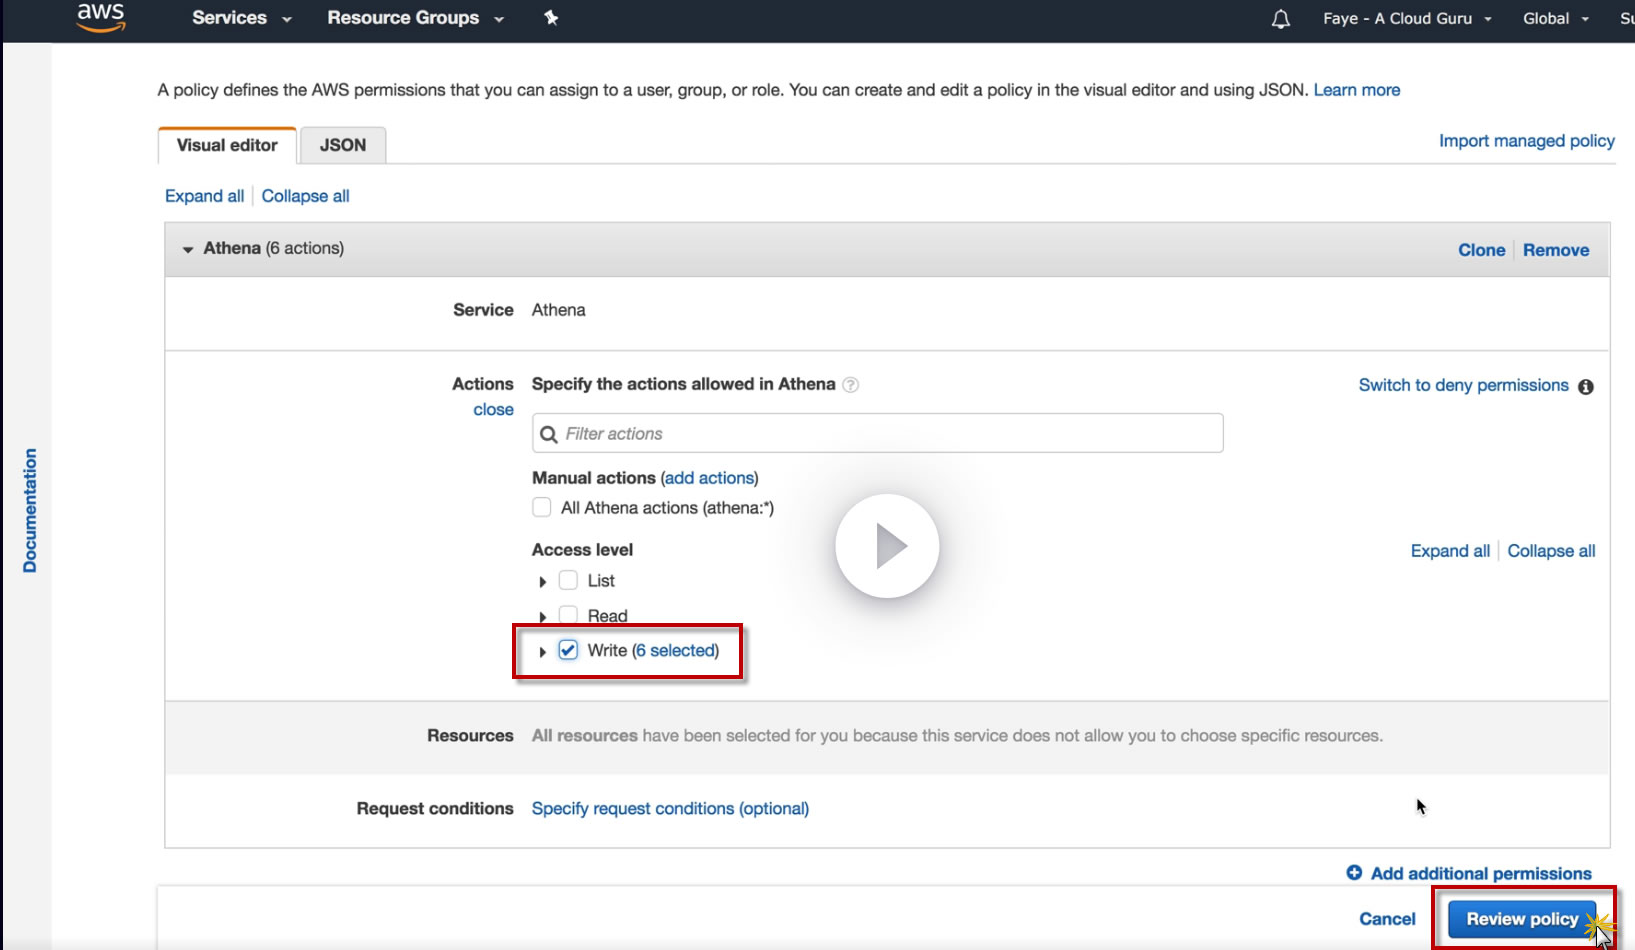 aws Services Resource Groups Faye - A Cloud Guru Global Su
A policy defines the AWS permissions that you can assign to a user, group, or role. You can create and edit a policy in the visual editor and using JSON. Learn more
Visual editor JSON Import managed policy
Expand all Collapse all
Athena (6 actions) Clone Remove
Service Athena
Actions Specify the actions allowed in Athena ? Switch to deny permissions i
close
Filter actions
Manual actions (add actions)
All Athena actions (athena:*)
Access level Expand all Collapse all
List
Read
Write (6 selected)
Documentation
Resources All resources have been selected for you because this service does not allow you to choose specific resources.
Request conditions Specify request conditions (optional)
Add additional permissions
Cancel Review policy